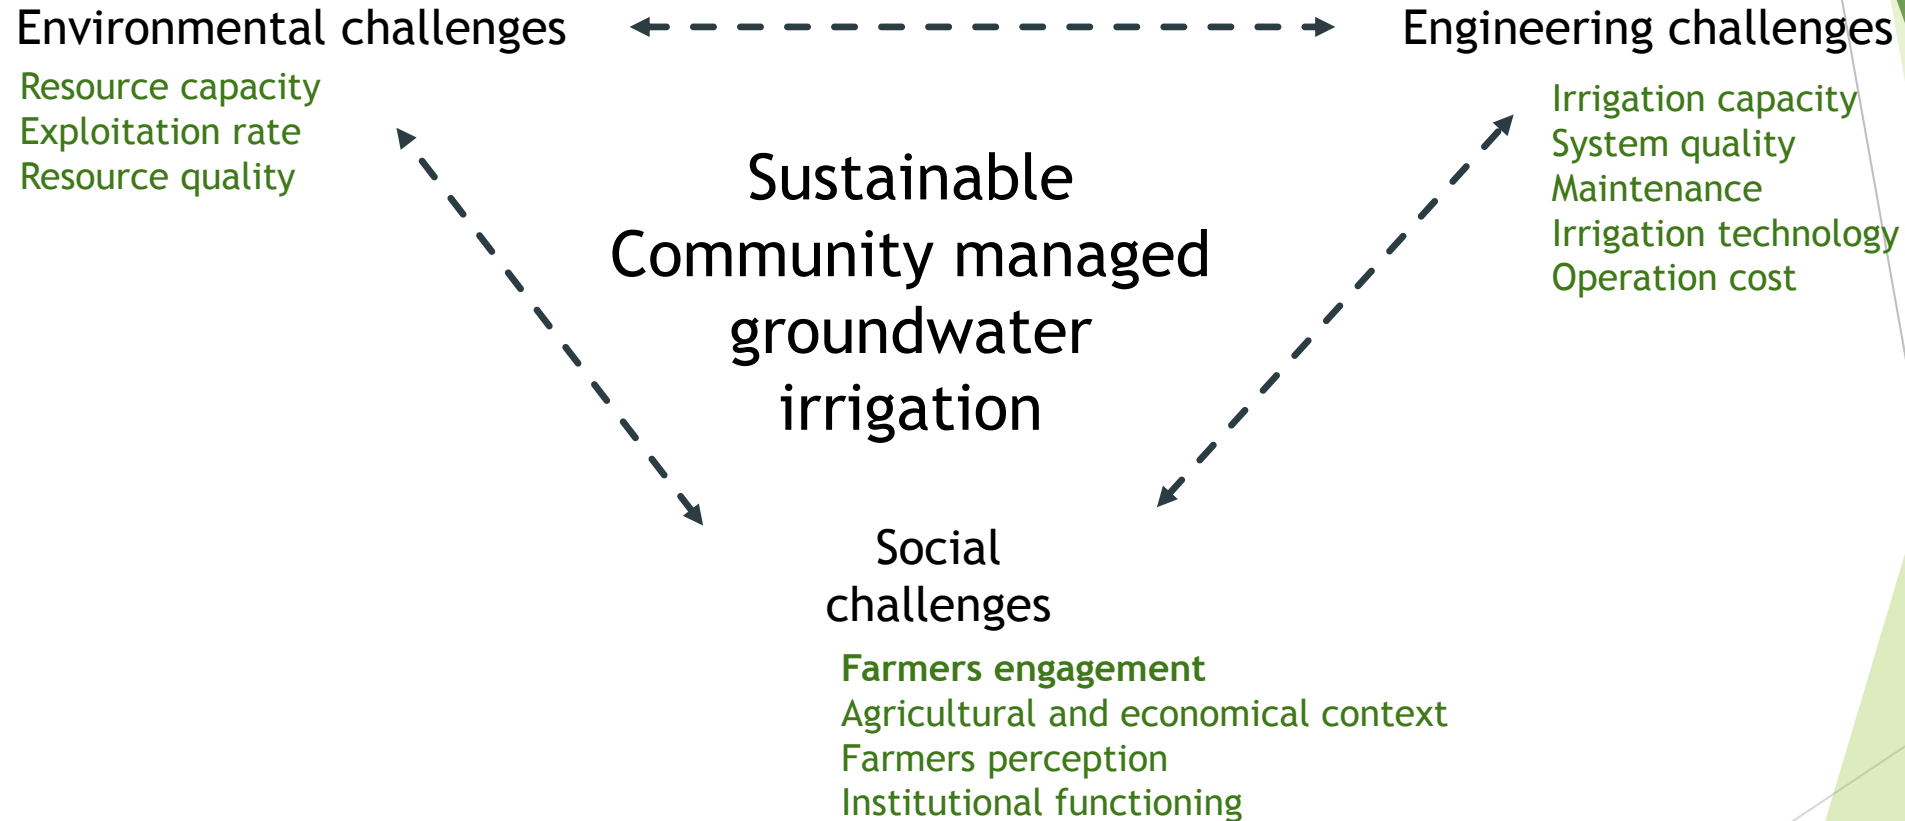 Environmental challenges
Resource capacity
Exploitation rate
Resource quality
Engineering challenges
Irrigation capacity
System quality
Maintenance
Irrigation technology
Operation cost
Sustainable
Community managed
groundwater
irrigation
Social
challenges
Farmers engagement
Agricultural and economical context
Farmers perception
Institutional functioning